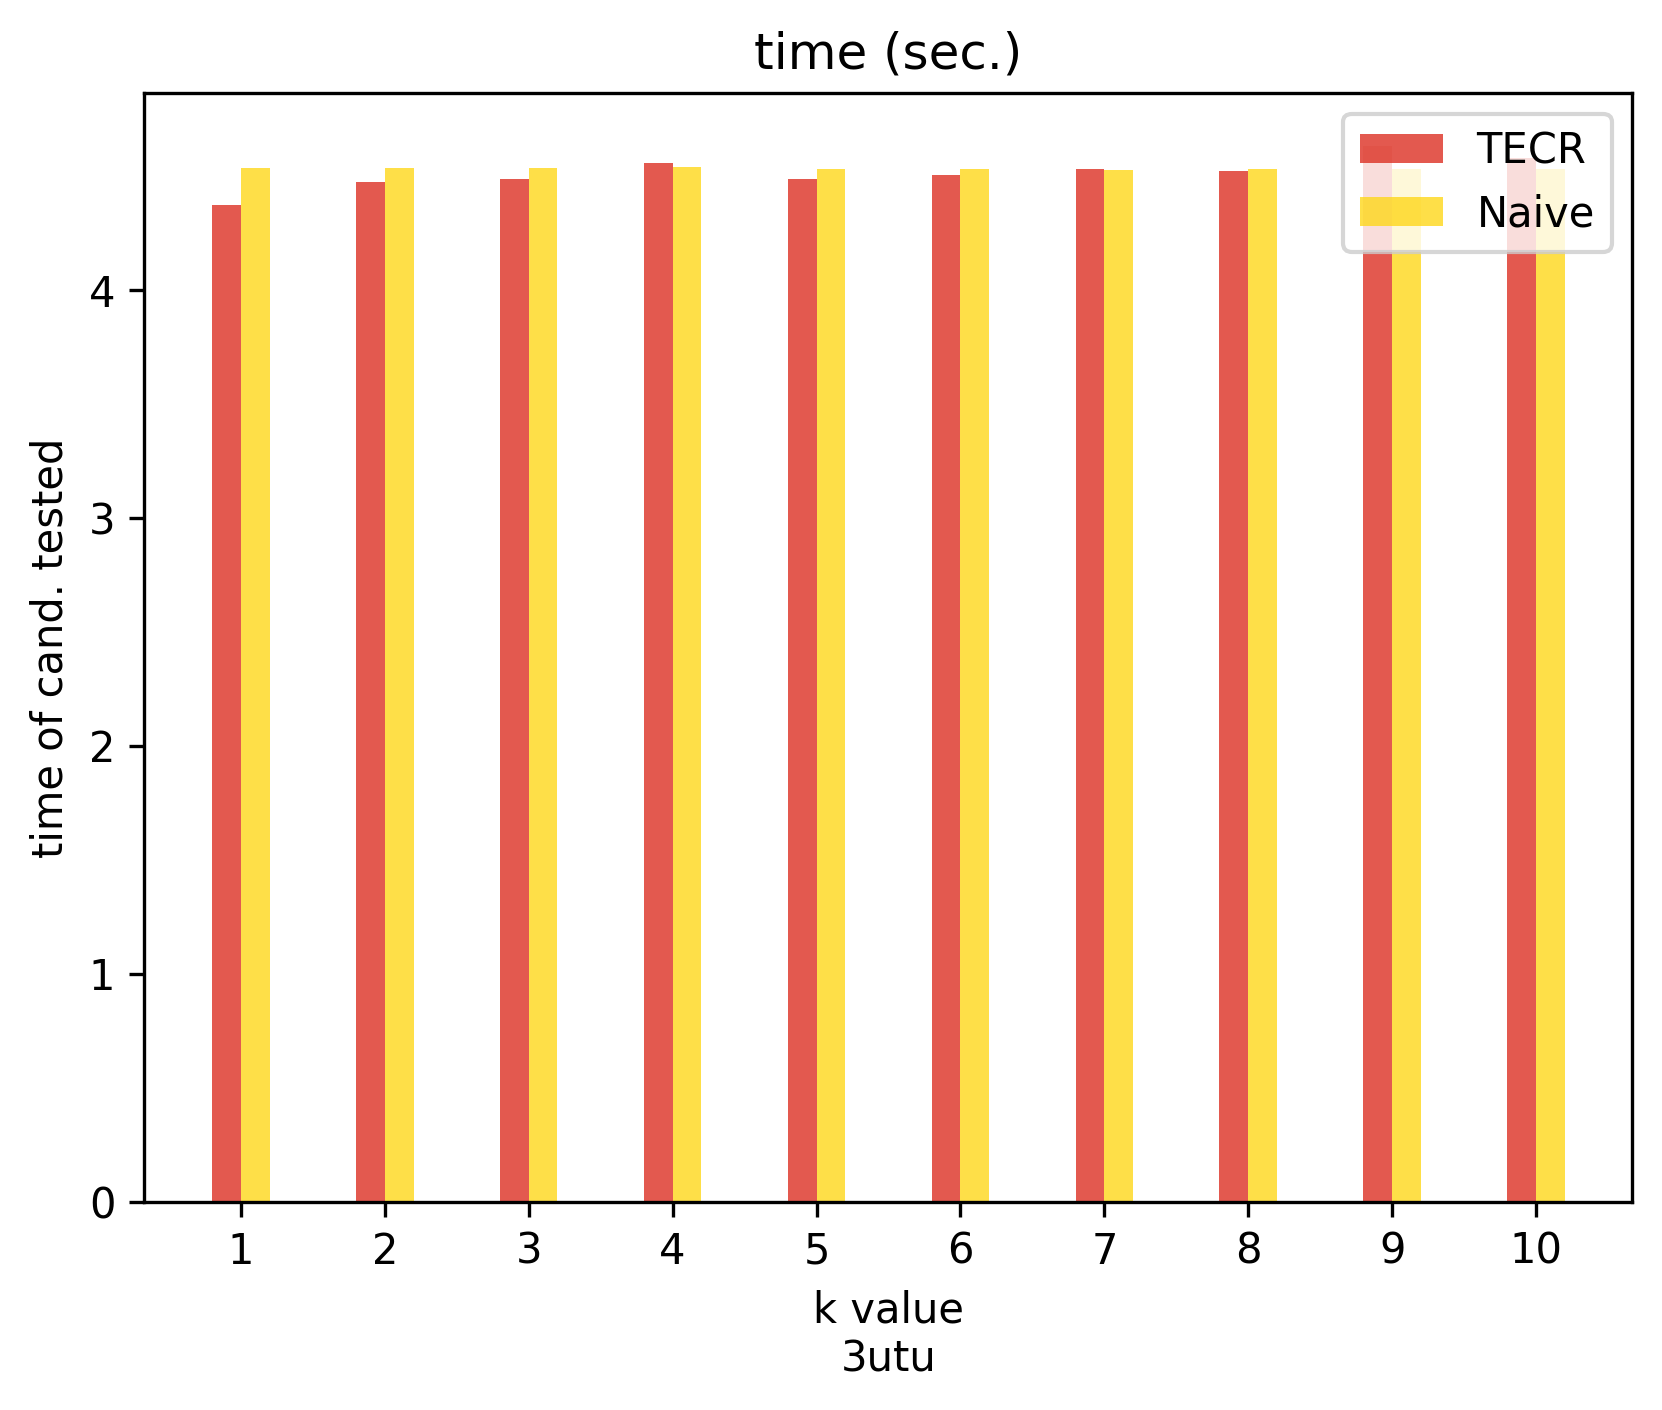 time (sec.)
TECR
Naive
time of cand. tested
4
3
2
1
0
1 2 3 4 5 6 7 8 9 10
k value
3utu